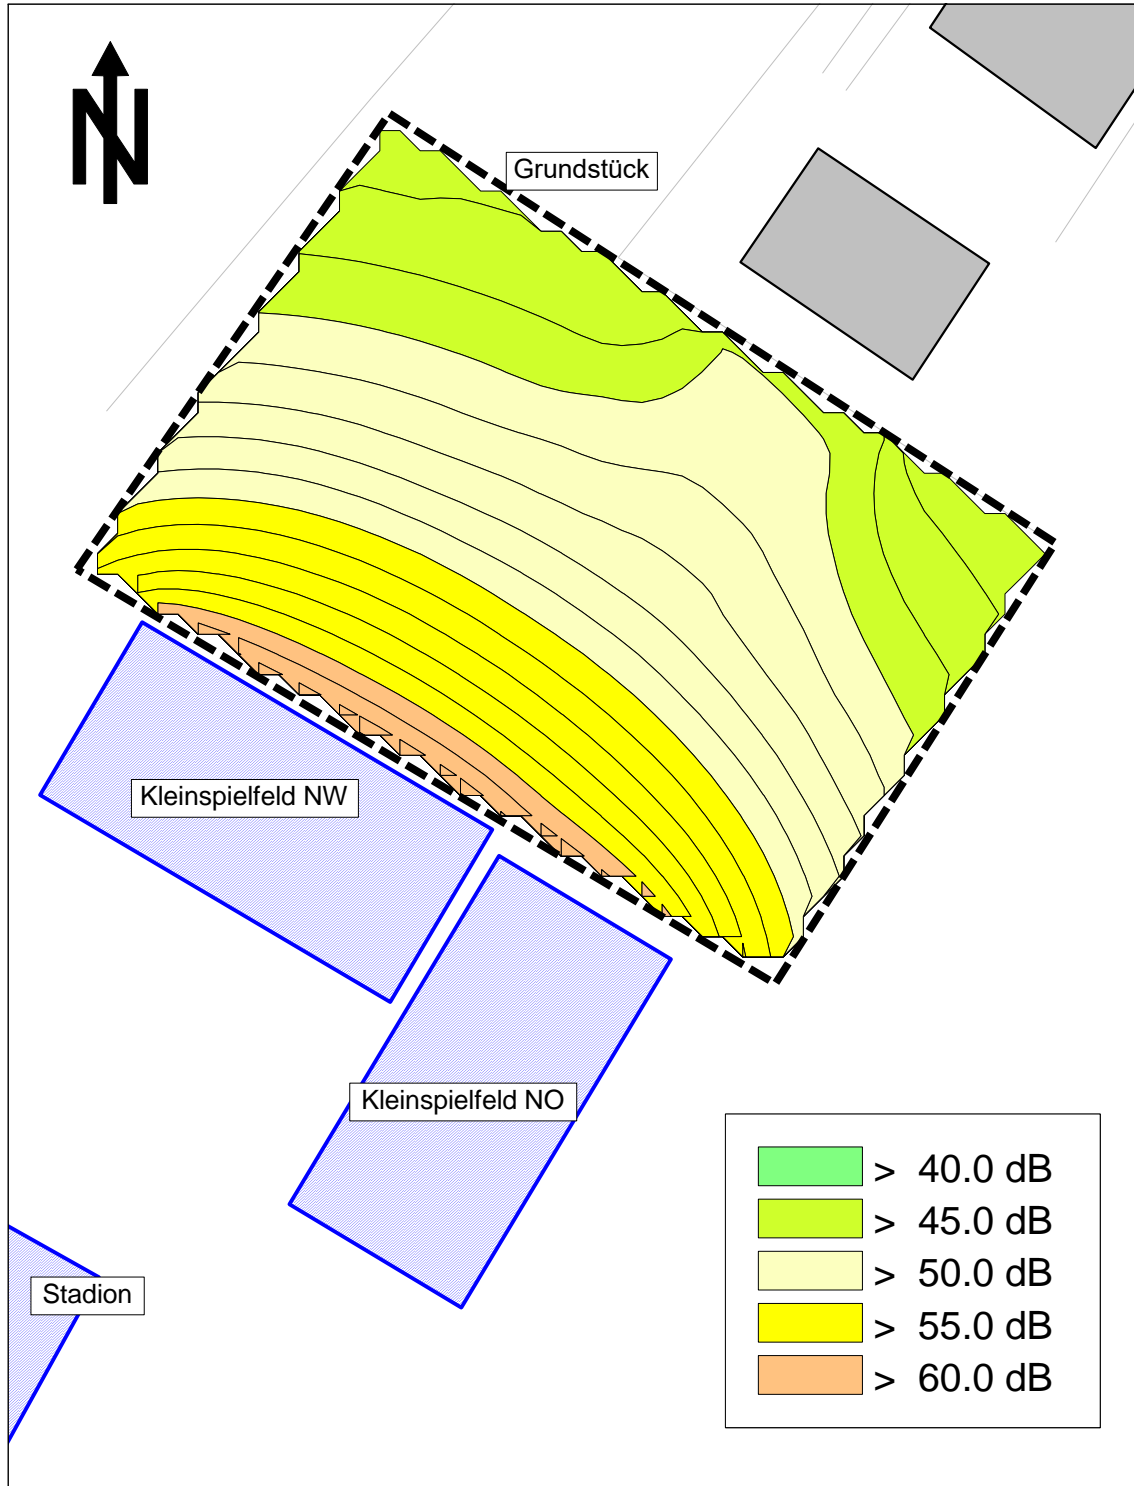 N
Grundstück
Kleinspielfeld NW
Kleinspielfeld NO
Stadion
> 40.0 dB
> 45.0 dB
> 50.0 dB
> 55.0 dB
> 60.0 dB